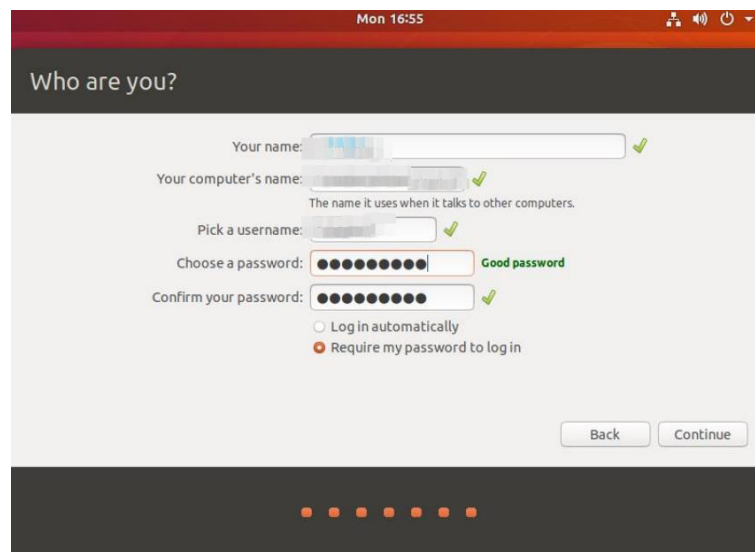 Mon 16:55
Who are you?
Your name:
Your computer's name:
The name it uses when it talks to other computers.
Pick a username:
Choose a password: ●●●●●●●●● Good password
Confirm your password: ●●●●●●●●●
Log in automatically
Require my password to log in
Back Continue